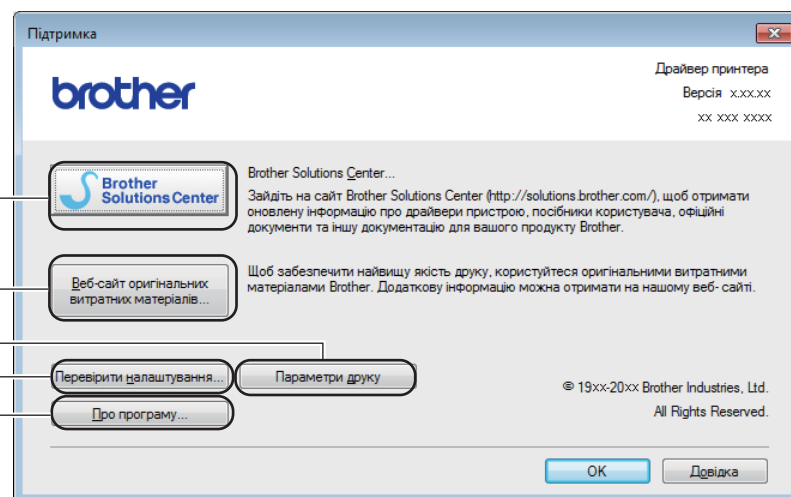 Підтримка
brother
Драйвер принтера
Версія x.xx.xx
xx xxx xxxx
Brother
Solutions Center
Brother Solutions Center...
Зайдіть на сайт Brother Solutions Center (http://solutions.brother.com/), щоб отримати
оновлену інформацію про драйвери пристрою, посібники користувача, офіційні
документи та іншу документацію для вашого продукту Brother.
Веб-сайт оригінальних
витратних матеріалів...
Щоб забезпечити найвищу якість друку, користуйтеся оригінальними витратними
матеріалами Brother. Додаткову інформацію можна отримати на нашому веб- сайті.
Перевірити налаштування...
Параметри друку
Про програму...
© 19xx-20xx Brother Industries, Ltd.
All Rights Reserved.
OK
Довідка